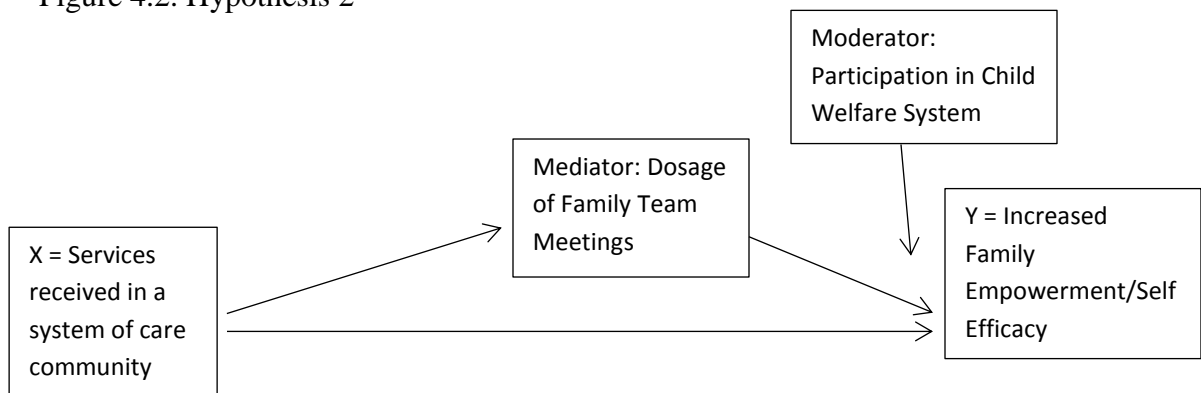 Figure 4.2. Hypothesis 2
Moderator:
Participation in Child
Welfare System
Mediator: Dosage
of Family Team
Meetings
X = Services
received in a
system of care
community
Y = Increased
Family
Empowerment/Self
Efficacy